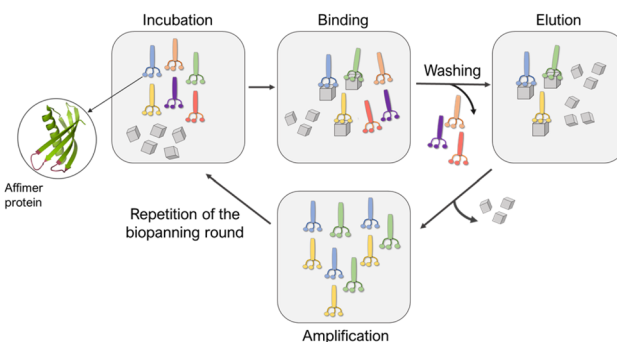 Incubation
Binding
Elution
Washing
Affimer
protein
Repetition of the
biopanning round
Amplification